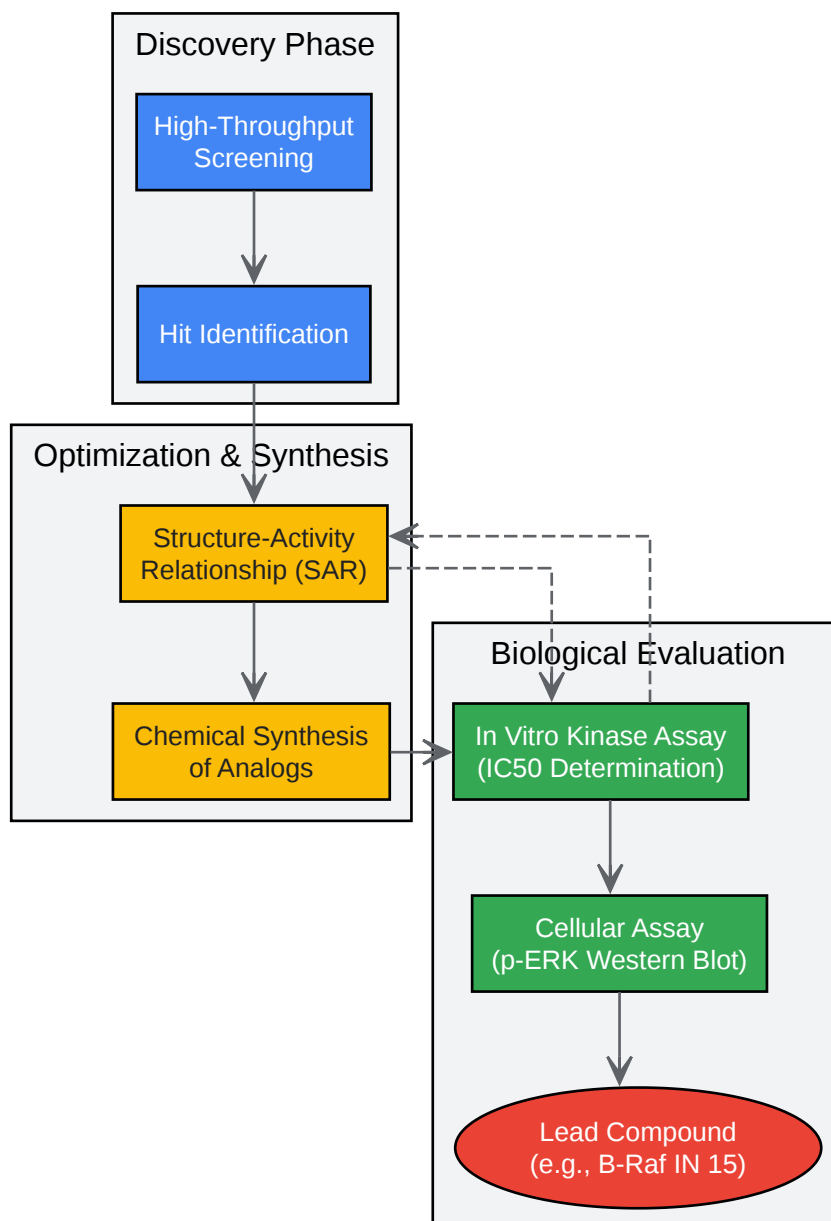 Discovery Phase
High-Throughput
Screening
Hit Identification
Optimization & Synthesis
Structure-Activity
Relationship (SAR)
Chemical Synthesis
of Analogs
Biological Evaluation
In Vitro Kinase Assay
(IC50 Determination)
Cellular Assay
(p-ERK Western Blot)
Lead Compound
(e.g., B-Raf IN 15)